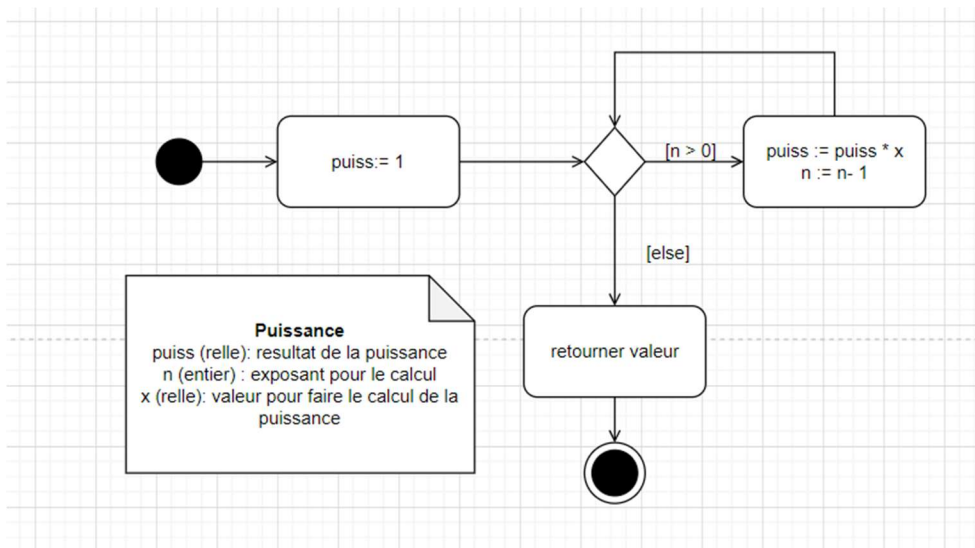 puiss:= 1
[n > 0]
puiss := puiss * x
n := n- 1
[else]
retourner valeur
Puissance
puiss (relle): resultat de la puissance
n (entier) : exposant pour le calcul
x (relle): valeur pour faire le calcul de la
puissance